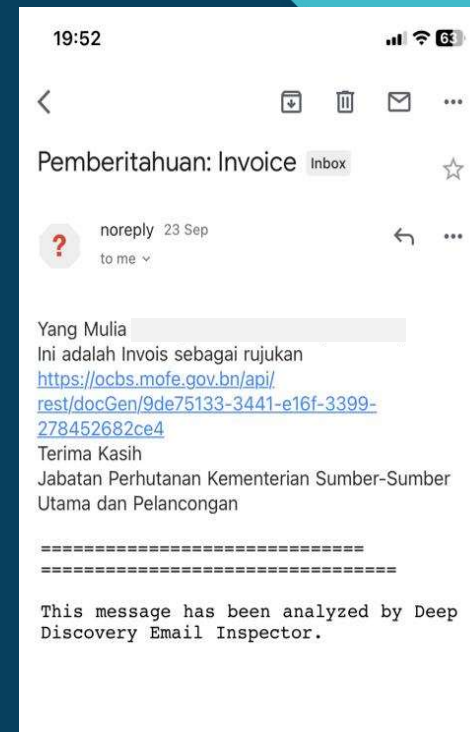 19:52
63
Pemberitahuan: Invoice Inbox
noreply 23 Sep
?
to me
Yang Mulia
Ini adalah Invois sebagai rujukan
https://ocbs.mofe.gov.bn/api/
rest/docGen/9de75133-3441-e16f-3399-
278452682ce4
Terima Kasih
Jabatan Perhutanan Kementerian Sumber-Sumber
Utama dan Pelancongan
==============================
=================================
This message has been analyzed by Deep
Discovery Email Inspector.